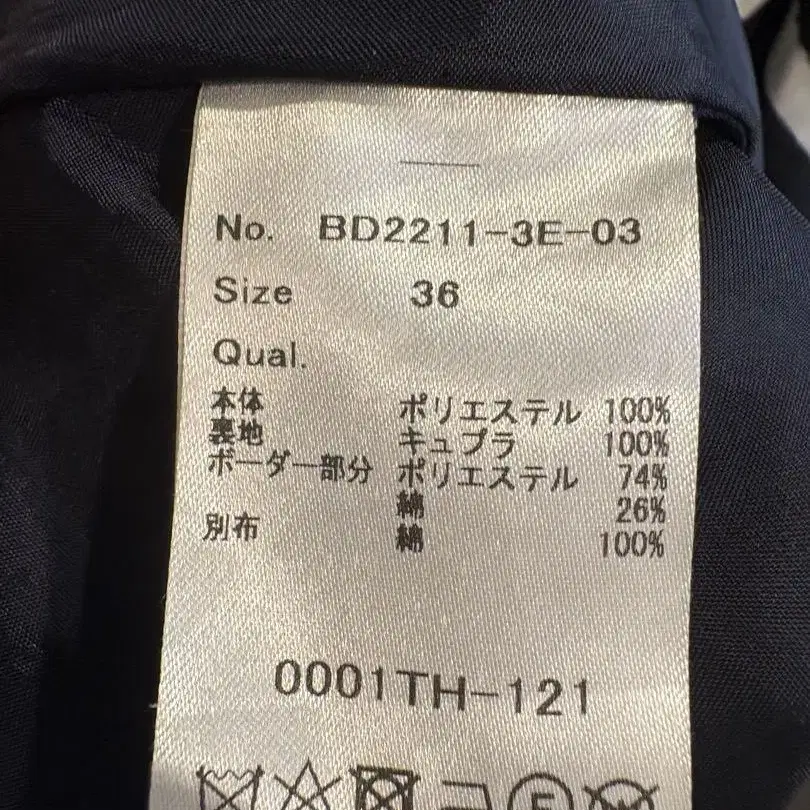 No. BD2211-3E-03
Size 36
Qual.
本体 ポリエステル 100%
裏地 キュプラ 100%
ボーダー部分 ポリエステル 74%
綿 26%
別布 綿 100%
0001TH-121
F